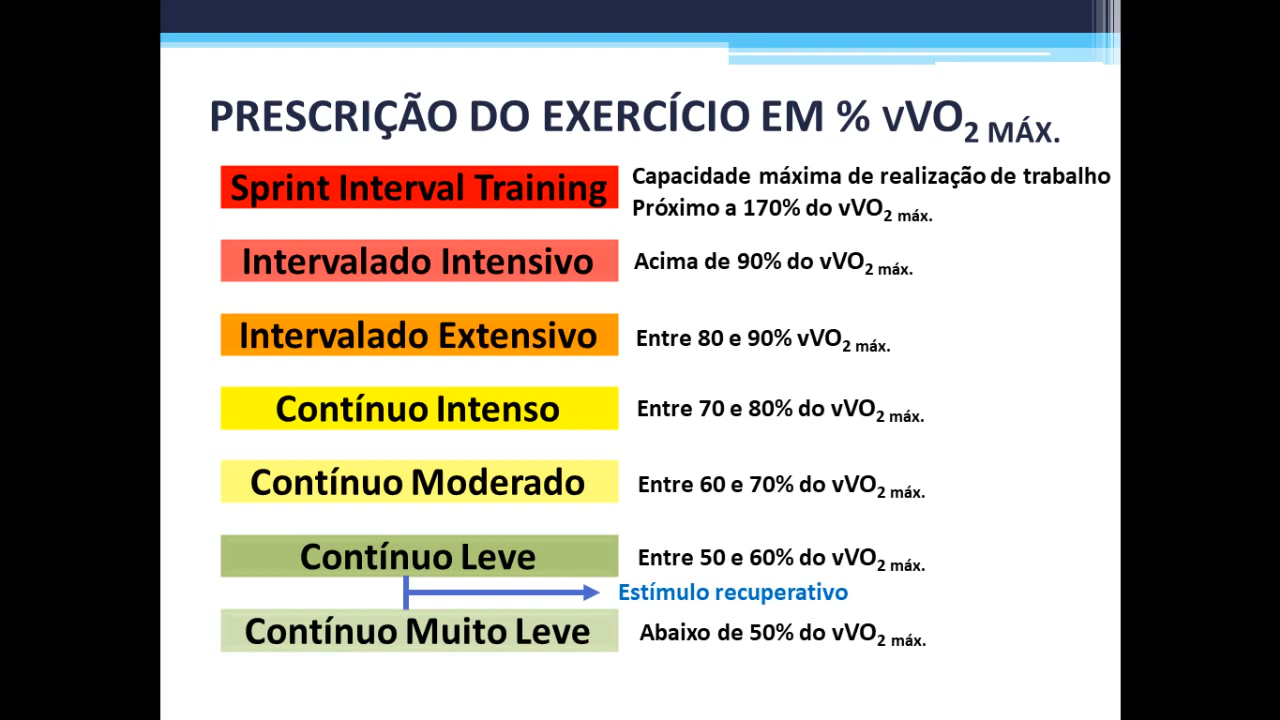 PRESCRIÇÃO DO EXERCÍCIO EM % vVO2 MÁX.
Sprint Interval Training
Capacidade máxima de realização de trabalho
Próximo a 170% do vVO2 máx.
Intervalado Intensivo
Acima de 90% do vVO2 máx.
Intervalado Extensivo
Entre 80 e 90% vVO2 máx.
Contínuo Intenso
Entre 70 e 80% do vVO2 máx.
Contínuo Moderado
Entre 60 e 70% do vVO2 máx.
Contínuo Leve
Entre 50 e 60% do vVO2 máx.
Estímulo recuperativo
Contínuo Muito Leve
Abaixo de 50% do vVO2 máx.